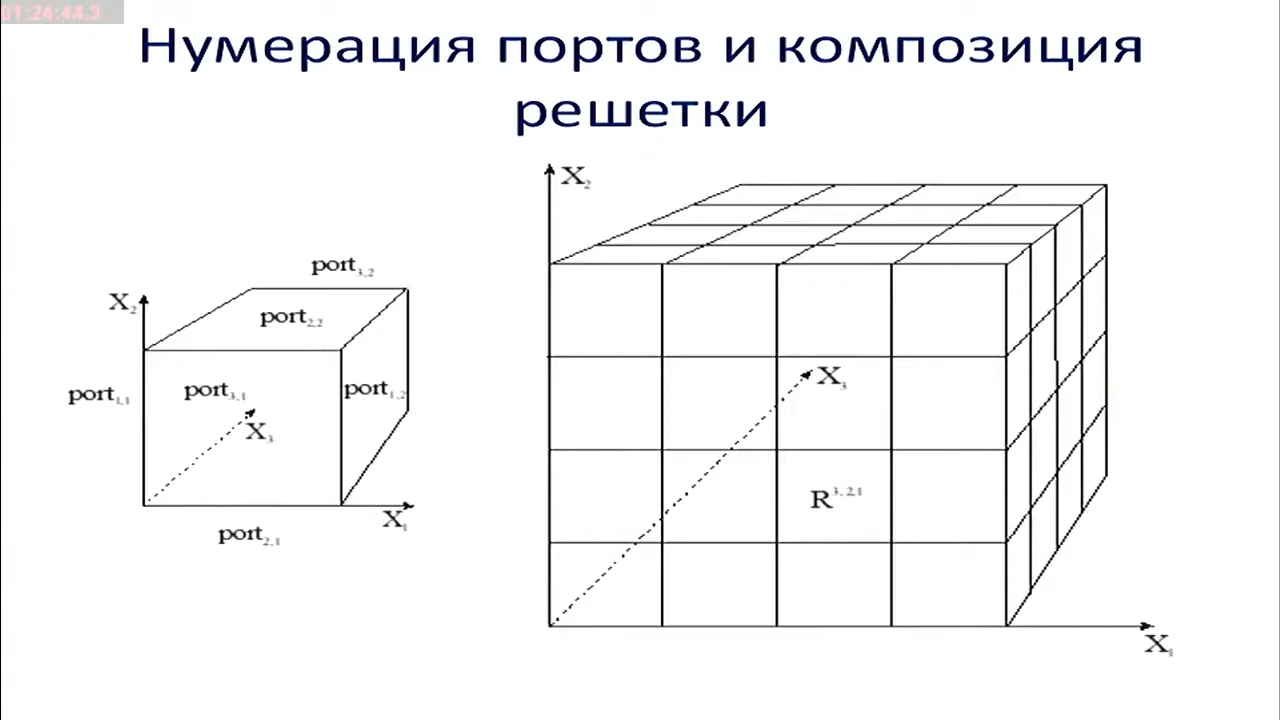 01:24:44.3
Нумерация портов и композиция
решетки
X₂
port₃,₂
X₂
port₂,₂
port₁,₁
port₃,₁
port₁,₂
X₃
X₁
port₂,₁
X₃
R³,²,¹
X₁